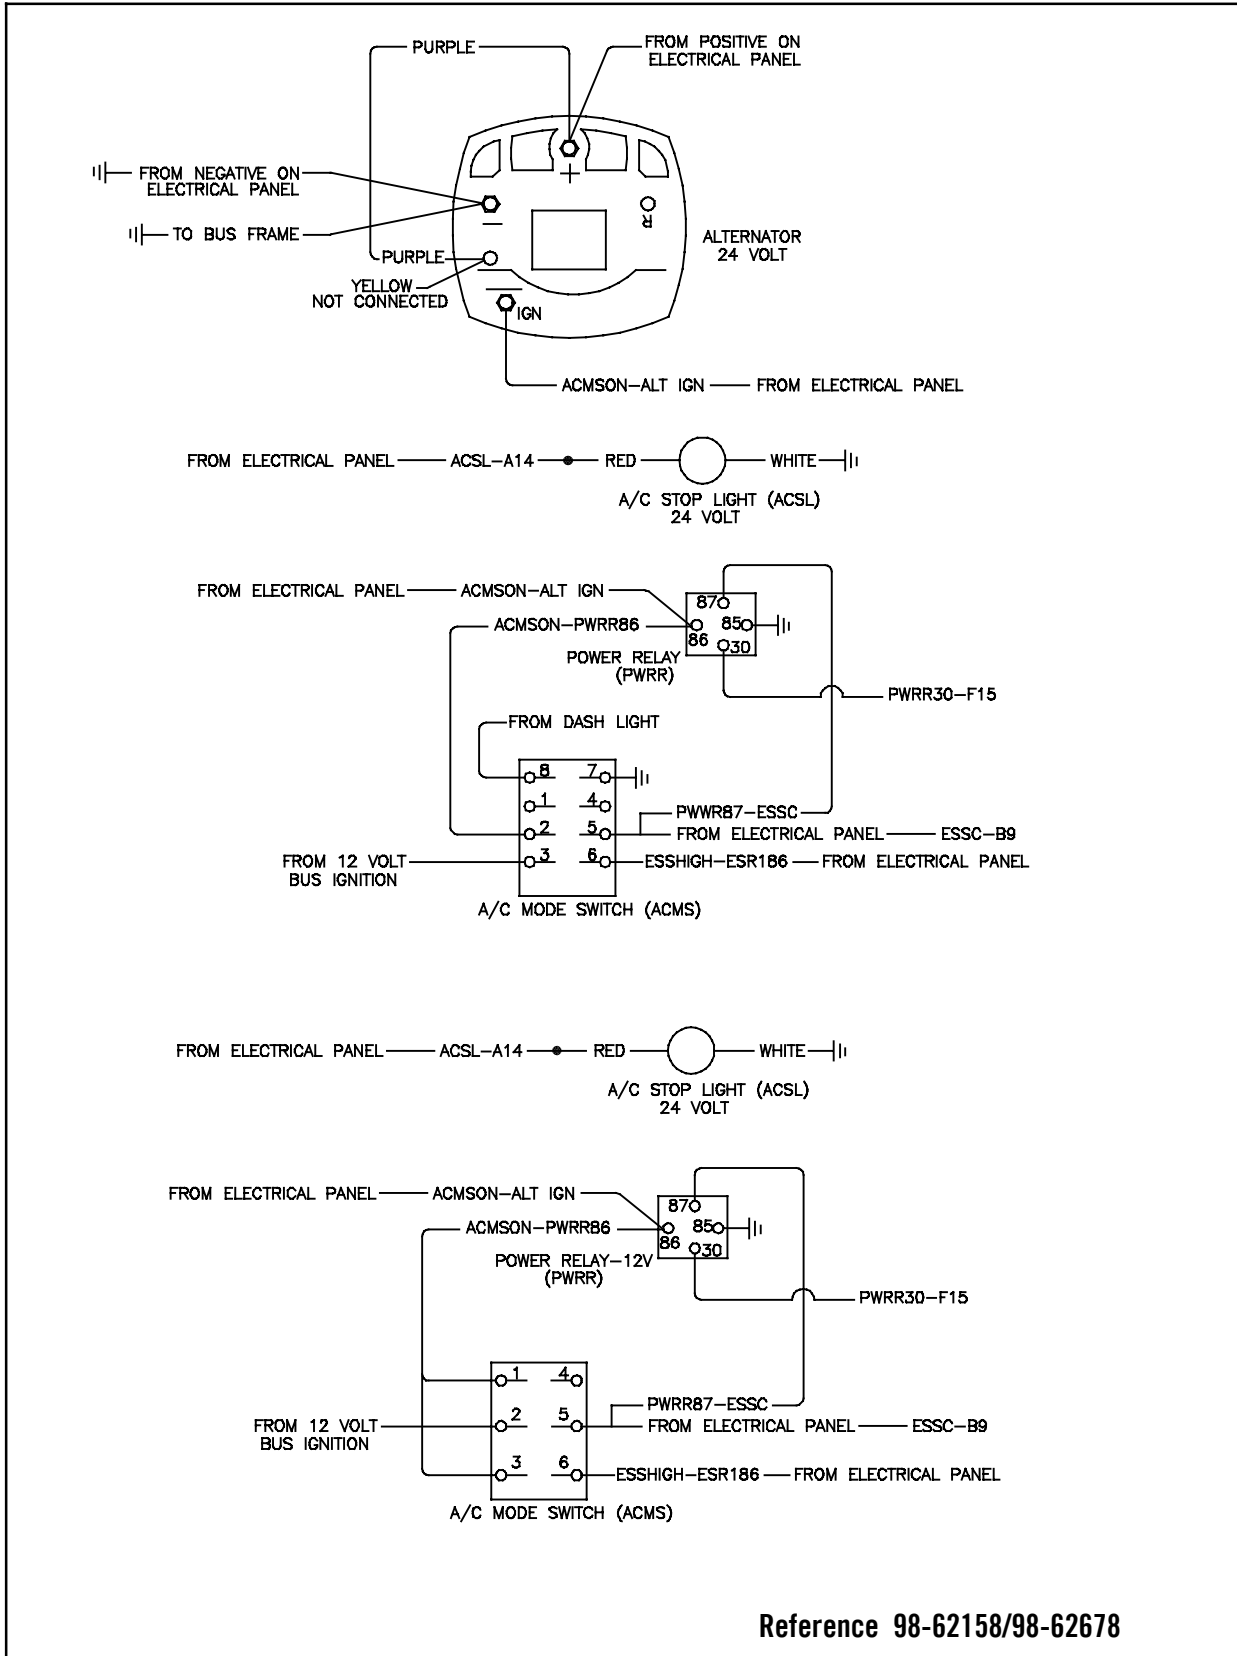 PURPLE
FROM POSITIVE ON
ELECTRICAL PANEL
+
FROM NEGATIVE ON
ELECTRICAL PANEL
R
TO BUS FRAME
ALTERNATOR
24 VOLT
PURPLE
YELLOW
NOT CONNECTED
IGN
ACMSON-ALT IGN FROM ELECTRICAL PANEL
FROM ELECTRICAL PANEL ACSL-A14 RED WHITE
A/C STOP LIGHT (ACSL)
24 VOLT
FROM ELECTRICAL PANEL ACMSON-ALT IGN
87
ACMSON-PWRR86
85
86
30
POWER RELAY
(PWRR)
PWRR30-F15
FROM DASH LIGHT
8 7
1 4
PWWR87-ESSC
2 5 FROM ELECTRICAL PANEL ESSC-B9
FROM 12 VOLT
BUS IGNITION
3 6 ESSHIGH-ESR186 FROM ELECTRICAL PANEL
A/C MODE SWITCH (ACMS)
FROM ELECTRICAL PANEL ACSL-A14 RED WHITE
A/C STOP LIGHT (ACSL)
24 VOLT
FROM ELECTRICAL PANEL ACMSON-ALT IGN
87
ACMSON-PWRR86
85
86
30
POWER RELAY-12V
(PWRR)
PWRR30-F15
1 4
PWRR87-ESSC
FROM 12 VOLT
BUS IGNITION
2 5 FROM ELECTRICAL PANEL ESSC-B9
3 6 ESSHIGH-ESR186 FROM ELECTRICAL PANEL
A/C MODE SWITCH (ACMS)
Reference 98-62158/98-62678